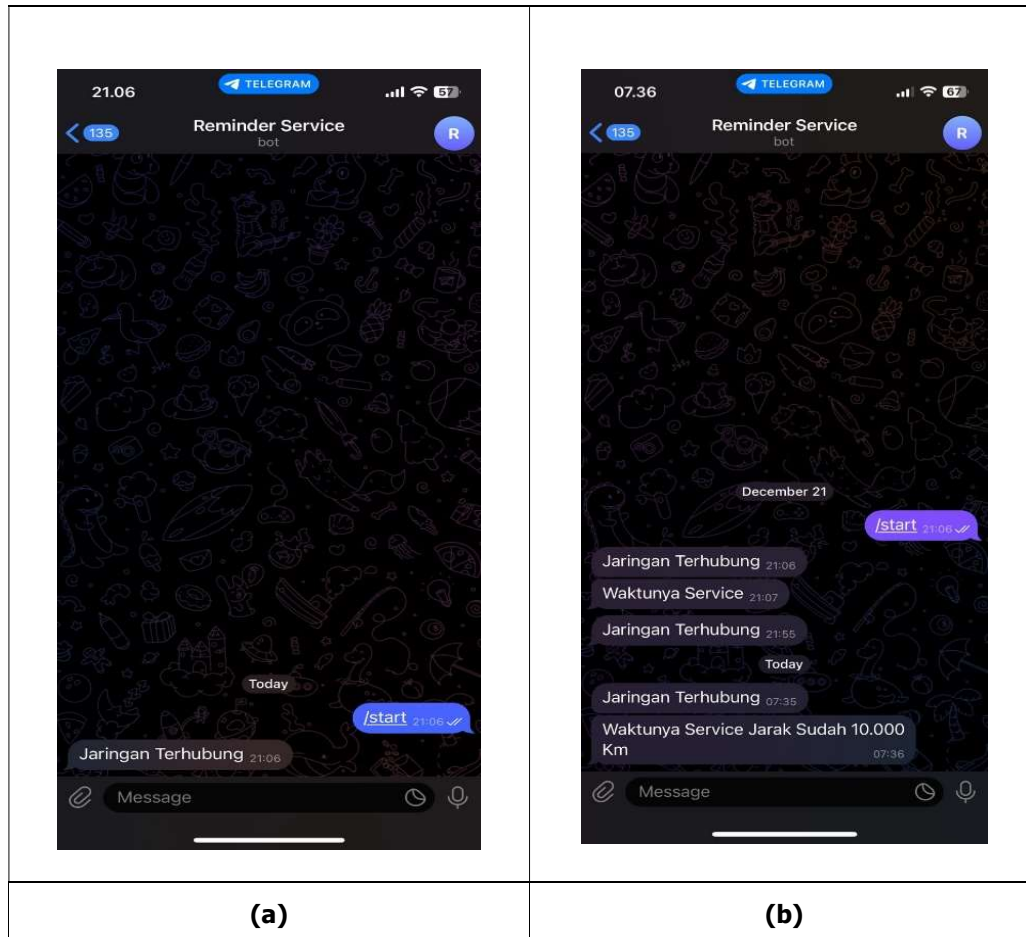 21.06
TELEGRAM
57
135
Reminder Service
bot
R
Today
/start 21:06
Jaringan Terhubung 21:06
Message
(a)
07.36
TELEGRAM
67
135
Reminder Service
bot
R
December 21
/start 21:06
Jaringan Terhubung 21:06
Waktunya Service 21:07
Jaringan Terhubung 21:55
Today
Jaringan Terhubung 07:35
Waktunya Service Jarak Sudah 10.000
Km 07:36
Message
(b)